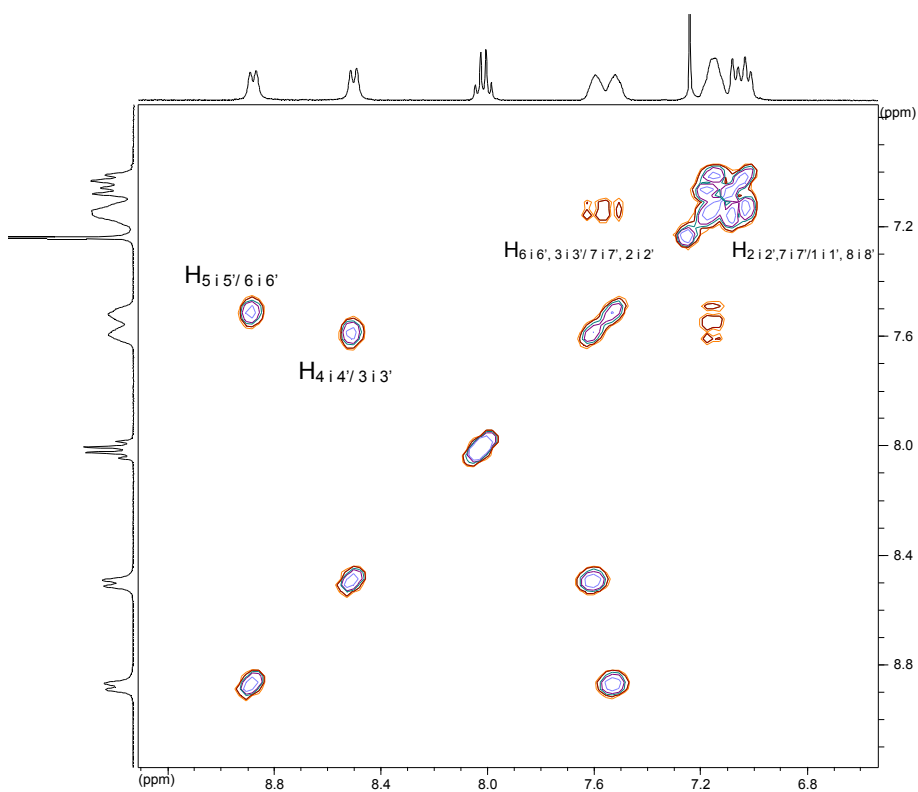 (ppm)
7.2
H6 i 6', 3 i 3'/ 7 i 7', 2 i 2'
H2 i 2',7 i 7'/1 i 1', 8 i 8'
H5 i 5'/ 6 i 6'
7.6
H4 i 4'/ 3 i 3'
8.0
8.4
8.8
(ppm)
8.8
8.4
8.0
7.6
7.2
6.8